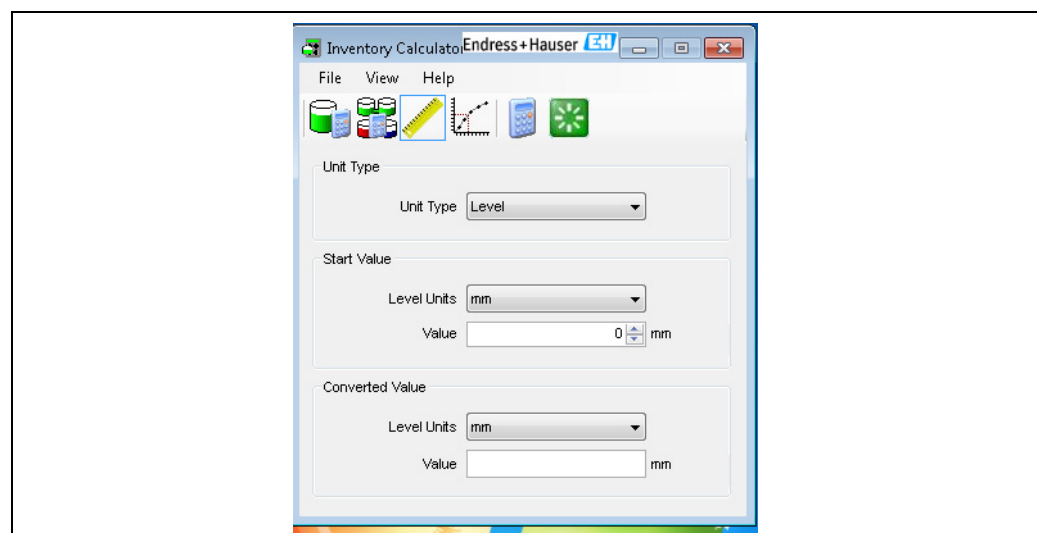 Inventory Calculator Endress+Hauser EH
File View Help
Unit Type
Unit Type Level
Start Value
Level Units mm
Value 0 mm
Converted Value
Level Units mm
Value mm